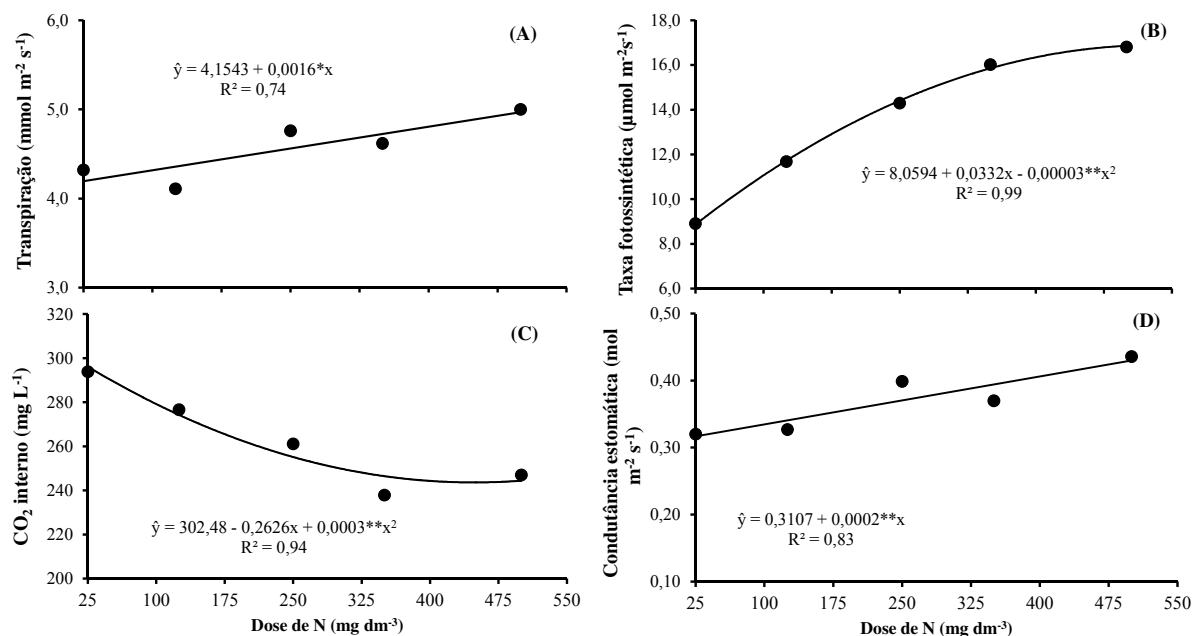 (A)
Transpiração (mmol m⁻² s⁻¹)
6,0
5,0
4,0
3,0
ŷ = 4,1543 + 0,0016*x
R² = 0,74
(B)
Taxa fotossintética (µmol m⁻²s⁻¹)
18,0
16,0
14,0
12,0
10,0
8,0
6,0
ŷ = 8,0594 + 0,0332x - 0,00003**x²
R² = 0,99
(C)
CO₂ interno (mg L⁻¹)
320
300
280
260
240
220
200
ŷ = 302,48 - 0,2626x + 0,0003**x²
R² = 0,94
25 100 175 250 325 400 475 550
Dose de N (mg dm⁻³)
(D)
Condutância estomática (mol
m⁻² s⁻¹)
0,50
0,40
0,30
0,20
0,10
ŷ = 0,3107 + 0,0002**x
R² = 0,83
25 100 175 250 325 400 475 550
Dose de N (mg dm⁻³)